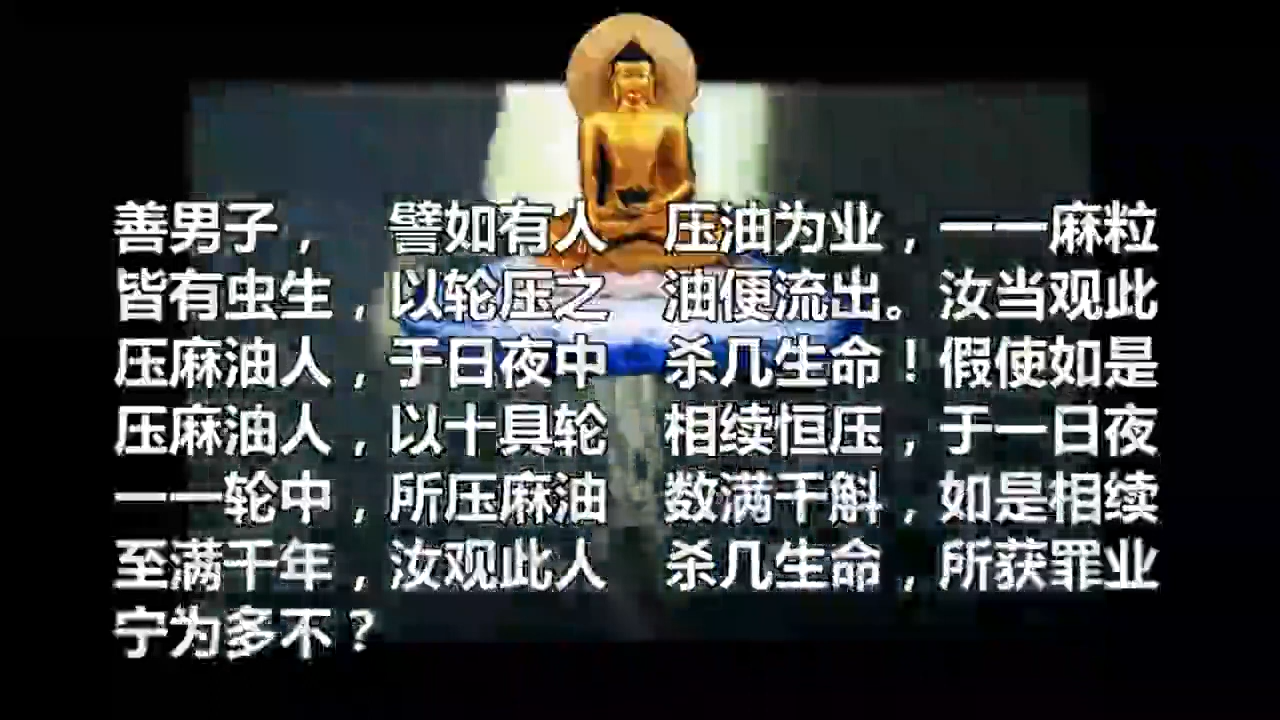 善男子， 譬如有人 压油为业，一一麻粒
皆有虫生，以轮压之 油便流出。汝当观此
压麻油人，于日夜中 杀几生命！假使如是
压麻油人，以十具轮 相续恒压，于一日夜
一一轮中，所压麻油 数满千斛，如是相续
至满千年，汝观此人 杀几生命，所获罪业
宁为多不？